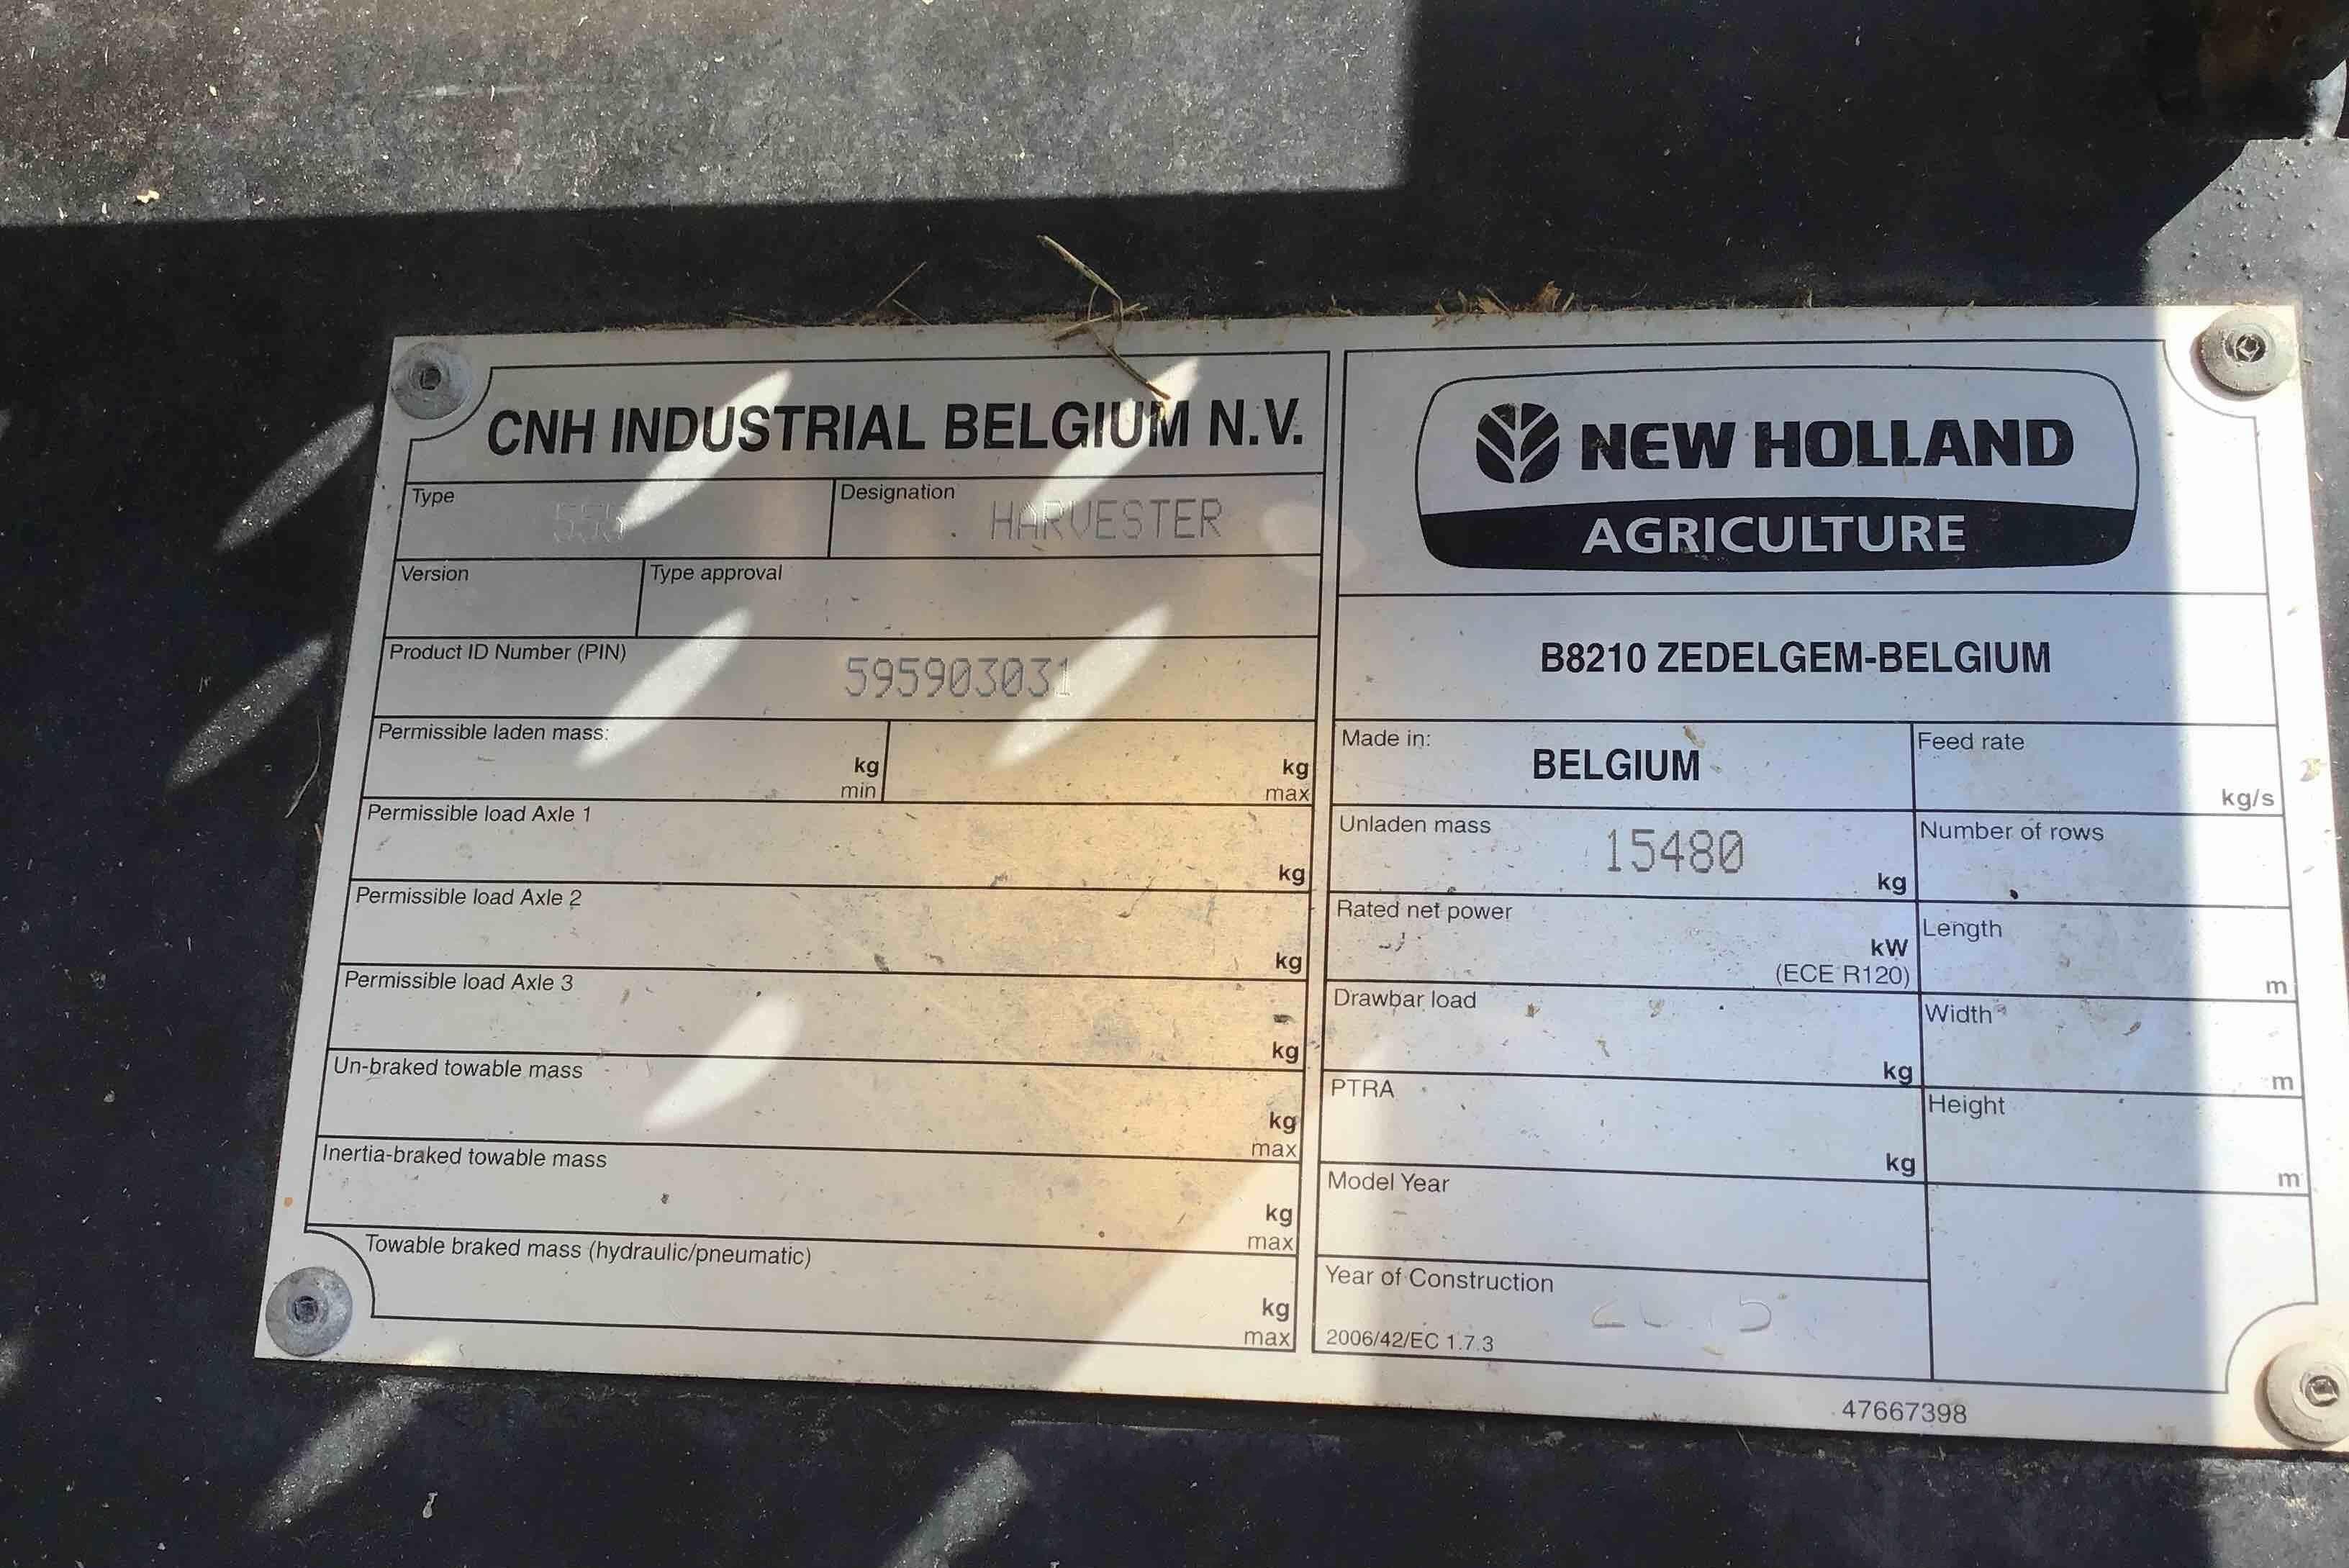 CNH INDUSTRIAL BELGIUM N.V.
Type 555
Designation HARVESTER
Version
Type approval
Product ID Number (PIN)
595903031
Permissible laden mass:
kg
min
kg
max
Permissible load Axle 1
kg
Permissible load Axle 2
kg
Permissible load Axle 3
kg
Un-braked towable mass
kg
max
Inertia-braked towable mass
kg
max
Towable braked mass (hydraulic/pneumatic)
kg
max
NEW HOLLAND
AGRICULTURE
B8210 ZEDELGEM-BELGIUM
Made in:
BELGIUM
Feed rate
kg/s
Unladen mass
15480
kg
Number of rows
Rated net power
kW
(ECE R120)
Length
m
Drawbar load
kg
Width
m
PTRA
kg
Height
m
Model Year
Year of Construction
2006/42/EC 1.7.3
47667398